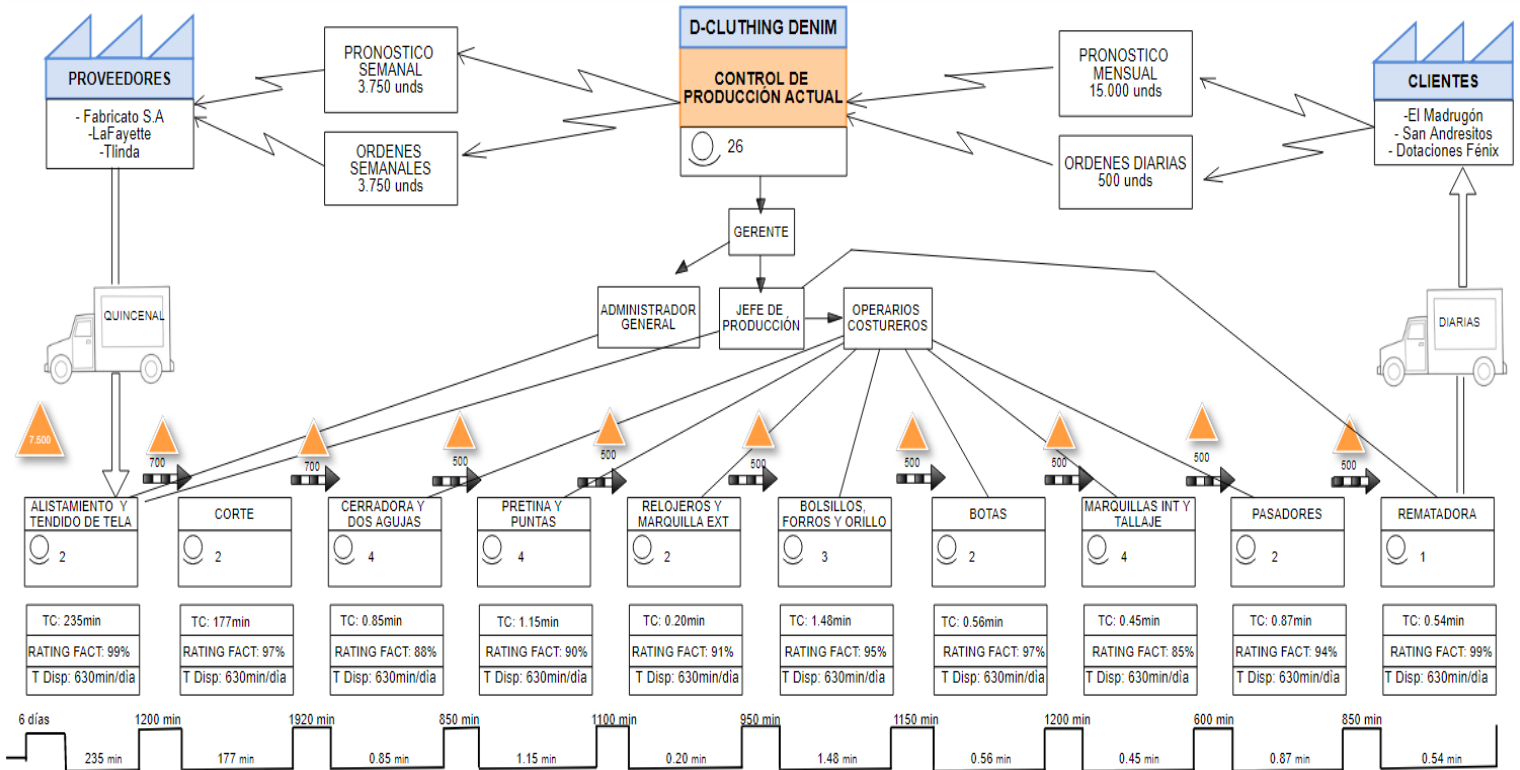 D-CLUTHING DENIM
CONTROL DE
PRODUCCIÓN ACTUAL
26
PROVEEDORES
- Fabricato S.A
-LaFayette
-Tlinda
PRONOSTICO
SEMANAL
3.750 unds
ORDENES
SEMANALES
3.750 unds
PRONOSTICO
MENSUAL
15.000 unds
ORDENES DIARIAS
500 unds
CLIENTES
-El Madrugón
- San Andresitos
- Dotaciones Fénix
GERENTE
ADMINISTRADOR
GENERAL
JEFE DE
PRODUCCIÓN
OPERARIOS
COSTUREROS
QUINCENAL
DIARIAS
7.500
700
700
500
500
500
500
500
500
500
ALISTAMIENTO Y
TENDIDO DE TELA
2
CORTE
2
CERRADORA Y
DOS AGUJAS
4
PRETINA Y
PUNTAS
4
RELOJEROS Y
MARQUILLA EXT
2
BOLSILLOS,
FORROS Y ORILLO
3
BOTAS
2
MARQUILLAS INT Y
TALLAJE
4
PASADORES
2
REMATADORA
1
TC: 235min
RATING FACT: 99%
T Disp: 630min/dìa
TC: 177min
RATING FACT: 97%
T Disp: 630min/dìa
TC: 0.85min
RATING FACT: 88%
T Disp: 630min/dìa
TC: 1.15min
RATING FACT: 90%
T Disp: 630min/dìa
TC: 0.20min
RATING FACT: 91%
T Disp: 630min/dìa
TC: 1.48min
RATING FACT: 95%
T Disp: 630min/dìa
TC: 0.56min
RATING FACT: 97%
T Disp: 630min/dìa
TC: 0.45min
RATING FACT: 85%
T Disp: 630min/dìa
TC: 0.87min
RATING FACT: 94%
T Disp: 630min/dìa
TC: 0.54min
RATING FACT: 99%
T Disp: 630min/dìa
6 días 1200 min 1920 min 850 min 1100 min 950 min 1150 min 1200 min 600 min 850 min
235 min 177 min 0.85 min 1.15 min 0.20 min 1.48 min 0.56 min 0.45 min 0.87 min 0.54 min